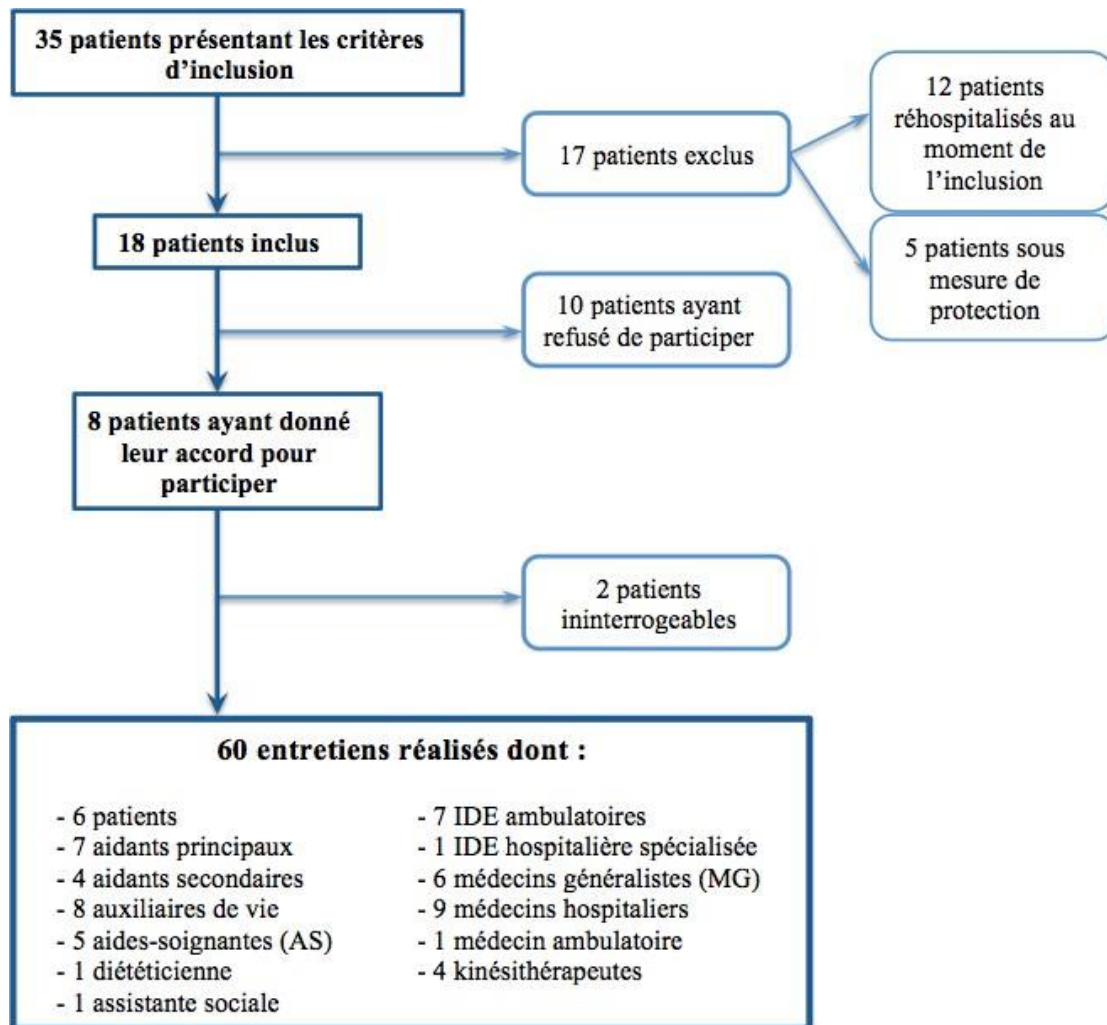 35 patients présentant les critères
d’inclusion
17 patients exclus
12 patients
réhospitalisés au
moment de
l’inclusion
5 patients sous
mesure de
protection
18 patients inclus
10 patients ayant
refusé de participer
8 patients ayant donné
leur accord pour
participer
2 patients
ininterrogeables
60 entretiens réalisés dont :
- 6 patients
- 7 aidants principaux
- 4 aidants secondaires
- 8 auxiliaires de vie
- 5 aides-soignantes (AS)
- 1 diététicienne
- 1 assistante sociale
- 7 IDE ambulatoires
- 1 IDE hospitalière spécialisée
- 6 médecins généralistes (MG)
- 9 médecins hospitaliers
- 1 médecin ambulatoire
- 4 kinésithérapeutes